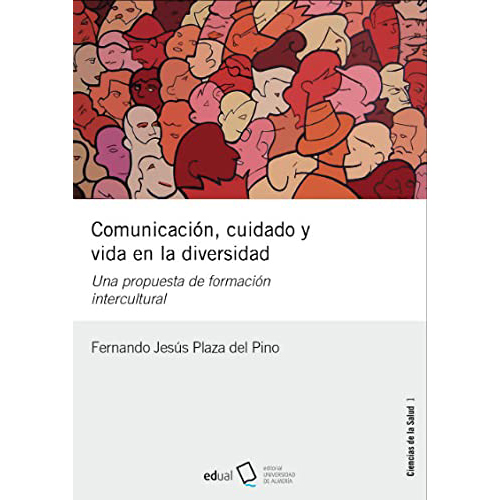 Comunicación, cuidado y
vida en la diversidad
Una propuesta de formación
intercultural
Fernando Jesús Plaza del Pino
Ciencias de la Salud 1
edual
editorial
UNIVERSIDAD
DE ALMERÍA